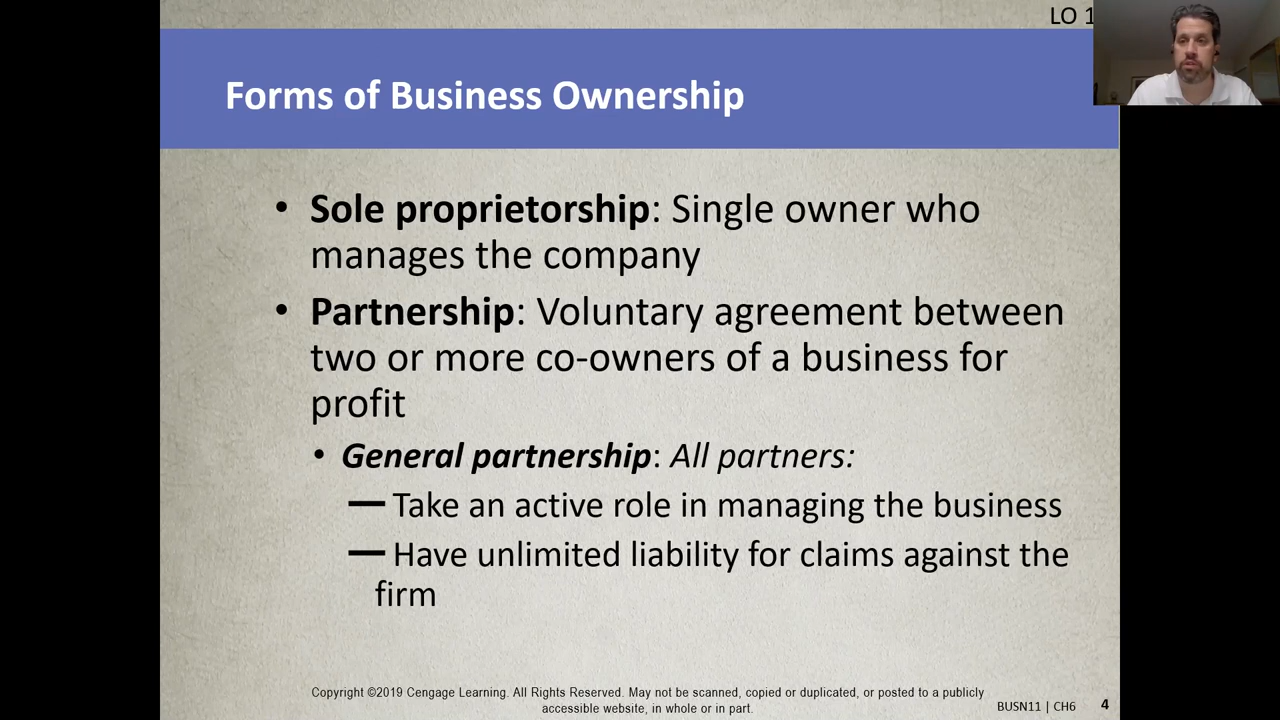 LO 1
Forms of Business Ownership
• Sole proprietorship: Single owner who
manages the company
• Partnership: Voluntary agreement between
two or more co-owners of a business for
profit
• General partnership: All partners:
— Take an active role in managing the business
— Have unlimited liability for claims against the
firm
Copyright ©2019 Cengage Learning. All Rights Reserved. May not be scanned, copied or duplicated, or posted to a publicly
accessible website, in whole or in part.
BUSN11 | CH6 4